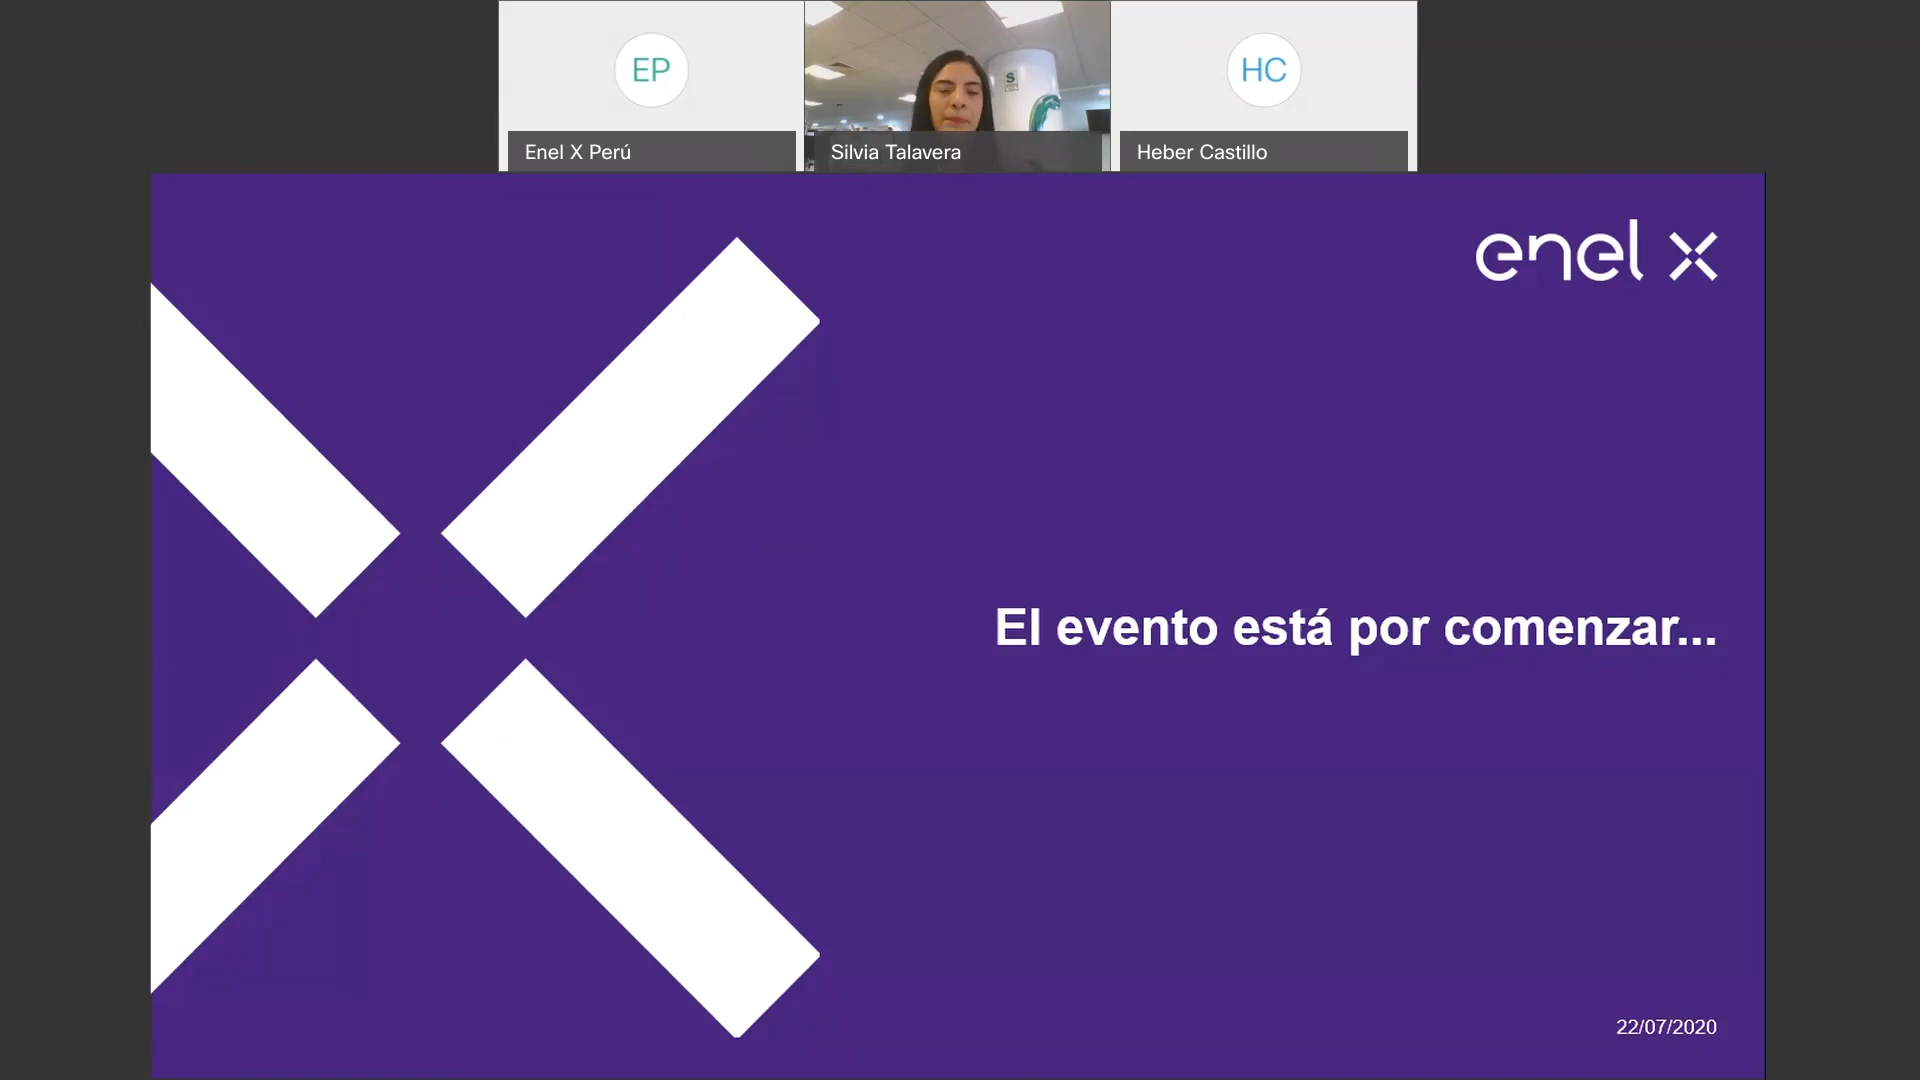 EP
HC
S
Enel X Perú
Silvia Talavera
Heber Castillo
enel x
El evento está por comenzar...
22/07/2020